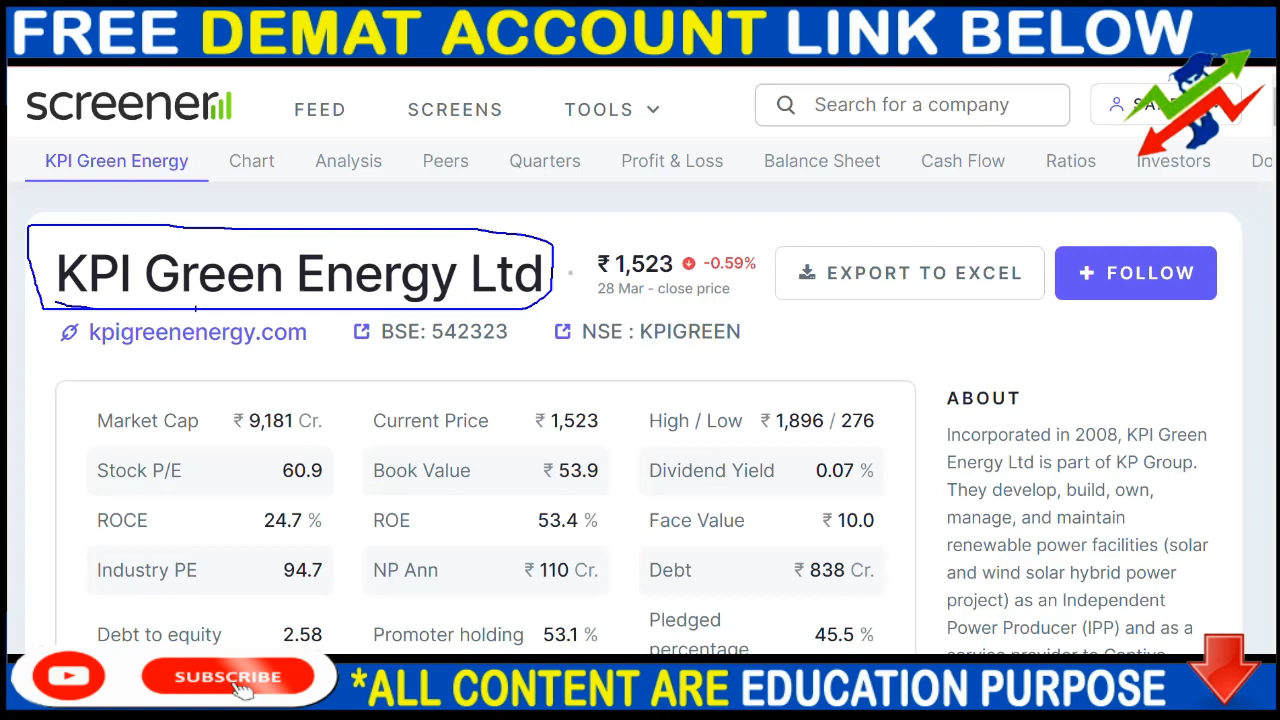 FREE DEMAT ACCOUNT LINK BELOW
screener
FEED SCREENS TOOLS Search for a company
KPI Green Energy Chart Analysis Peers Quarters Profit & Loss Balance Sheet Cash Flow Ratios Investors
KPI Green Energy Ltd ₹ 1,523 -0.59% EXPORT TO EXCEL + FOLLOW
28 Mar - close price
kpigreenenergy.com BSE: 542323 NSE : KPIGREEN
Market Cap ₹ 9,181 Cr. Current Price ₹ 1,523 High / Low ₹ 1,896 / 276
Stock P/E 60.9 Book Value ₹ 53.9 Dividend Yield 0.07 %
ROCE 24.7 % ROE 53.4 % Face Value ₹ 10.0
Industry PE 94.7 NP Ann ₹ 110 Cr. Debt ₹ 838 Cr.
Debt to equity 2.58 Promoter holding 53.1 % Pledged percentage 45.5 %
ABOUT
Incorporated in 2008, KPI Green
Energy Ltd is part of KP Group.
They develop, build, own,
manage, and maintain
renewable power facilities (solar
and wind solar hybrid power
project) as an Independent
Power Producer (IPP) and as a
service provider to Captive
SUBSCRIBE
*ALL CONTENT ARE EDUCATION PURPOSE